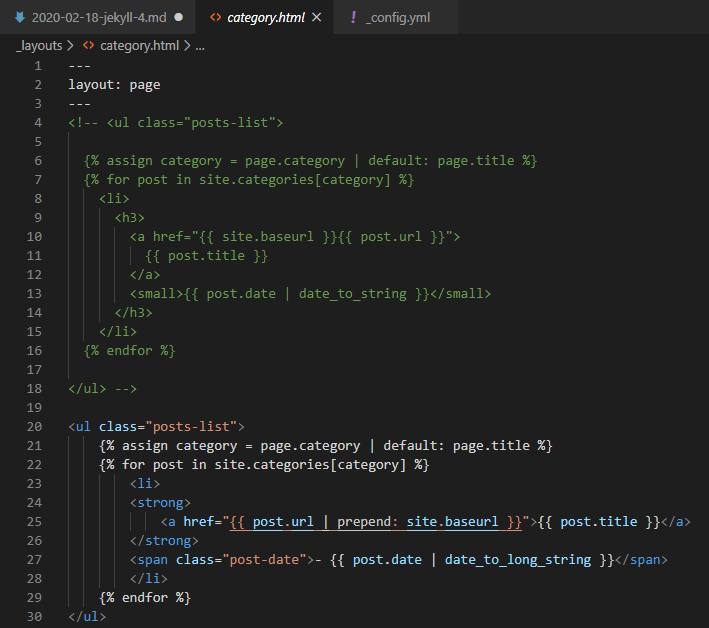 2020-02-18-jekyll-4.md ● <> category.html × ! _config.yml
_layouts > <> category.html > ...
1 ---
2 layout: page
3 ---
4 <!-- <ul class="posts-list">
5
6   {% assign category = page.category | default: page.title %}
7   {% for post in site.categories[category] %}
8     <li>
9       <h3>
10         <a href="{{ site.baseurl }}{{ post.url }}">
11           {{ post.title }}
12         </a>
13         <small>{{ post.date | date_to_string }}</small>
14       </h3>
15     </li>
16   {% endfor %}
17
18 </ul> -->
19
20 <ul class="posts-list">
21     {% assign category = page.category | default: page.title %}
22     {% for post in site.categories[category] %}
23         <li>
24         <strong>
25             <a href="{{ post.url | prepend: site.baseurl }}">{{ post.title }}</a>
26         </strong>
27         <span class="post-date">- {{ post.date | date_to_long_string }}</span>
28         </li>
29     {% endfor %}
30 </ul>